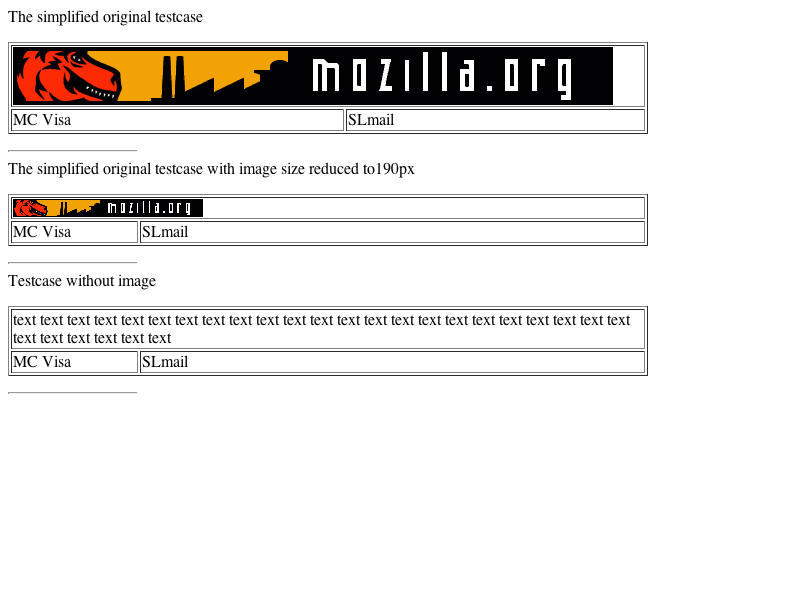 The simplified original testcase
mozilla.org
MC Visa SLmail
The simplified original testcase with image size reduced to190px
mozilla.org
MC Visa SLmail
Testcase without image
text text text text text text text text text text text text text text text text text text text text text text text
text text text text text text
MC Visa SLmail